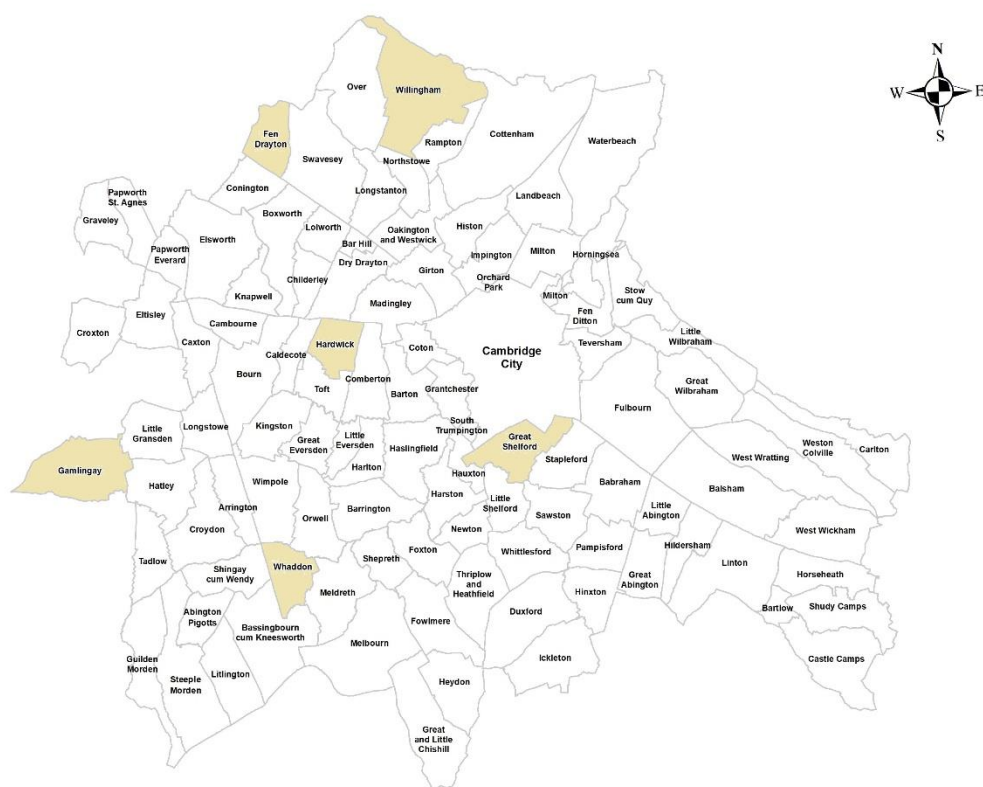 N
W
E
S
Over
Willingham
Fen
Drayton
Swavesey
Rampton
Cottenham
Waterbeach
Northstowe
Conington
Longstanton
Landbeach
Papworth
St. Agnes
Graveley
Boxworth
Lolworth
Oakington
and Westwick
Histon
Elsworth
Papworth
Everard
Bar Hill
Impington
Milton
Horningsea
Dry Drayton
Girton
Orchard
Park
Childerley
Knapwell
Madingley
Milton
Stow
cum Quy
Fen
Ditton
Eltisley
Croxton
Cambourne
Caxton
Caldecote
Hardwick
Coton
Cambridge
City
Teversham
Little
Wilbraham
Bourn
Toft
Comberton
Barton
Grantchester
Great
Wilbraham
Fulbourn
Little
Gransden
Longstowe
Kingston
Great
Eversden
Little
Eversden
Haslingfield
South
Trumpington
Great
Shelford
Stapleford
Weston
Colville
Carlton
West Wratting
Gamlingay
Harlton
Hauxton
Hatley
Wimpole
Babraham
Balsham
Arrington
Orwell
Barrington
Harston
Little
Shelford
Sawston
Little
Abington
West Wickham
Croydon
Newton
Tadlow
Shingay
cum Wendy
Whaddon
Shepreth
Foxton
Whittlesford
Pampisford
Hildersham
Linton
Great
Abington
Horseheath
Meldreth
Thriplow
and
Heathfield
Hinxton
Abington
Pigotts
Bassingbourn
cum Kneesworth
Duxford
Bartlow
Shudy Camps
Fowlmere
Melbourn
Ickleton
Castle Camps
Guilden
Morden
Steeple
Morden
Litlington
Heydon
Great
and Little
Chishill